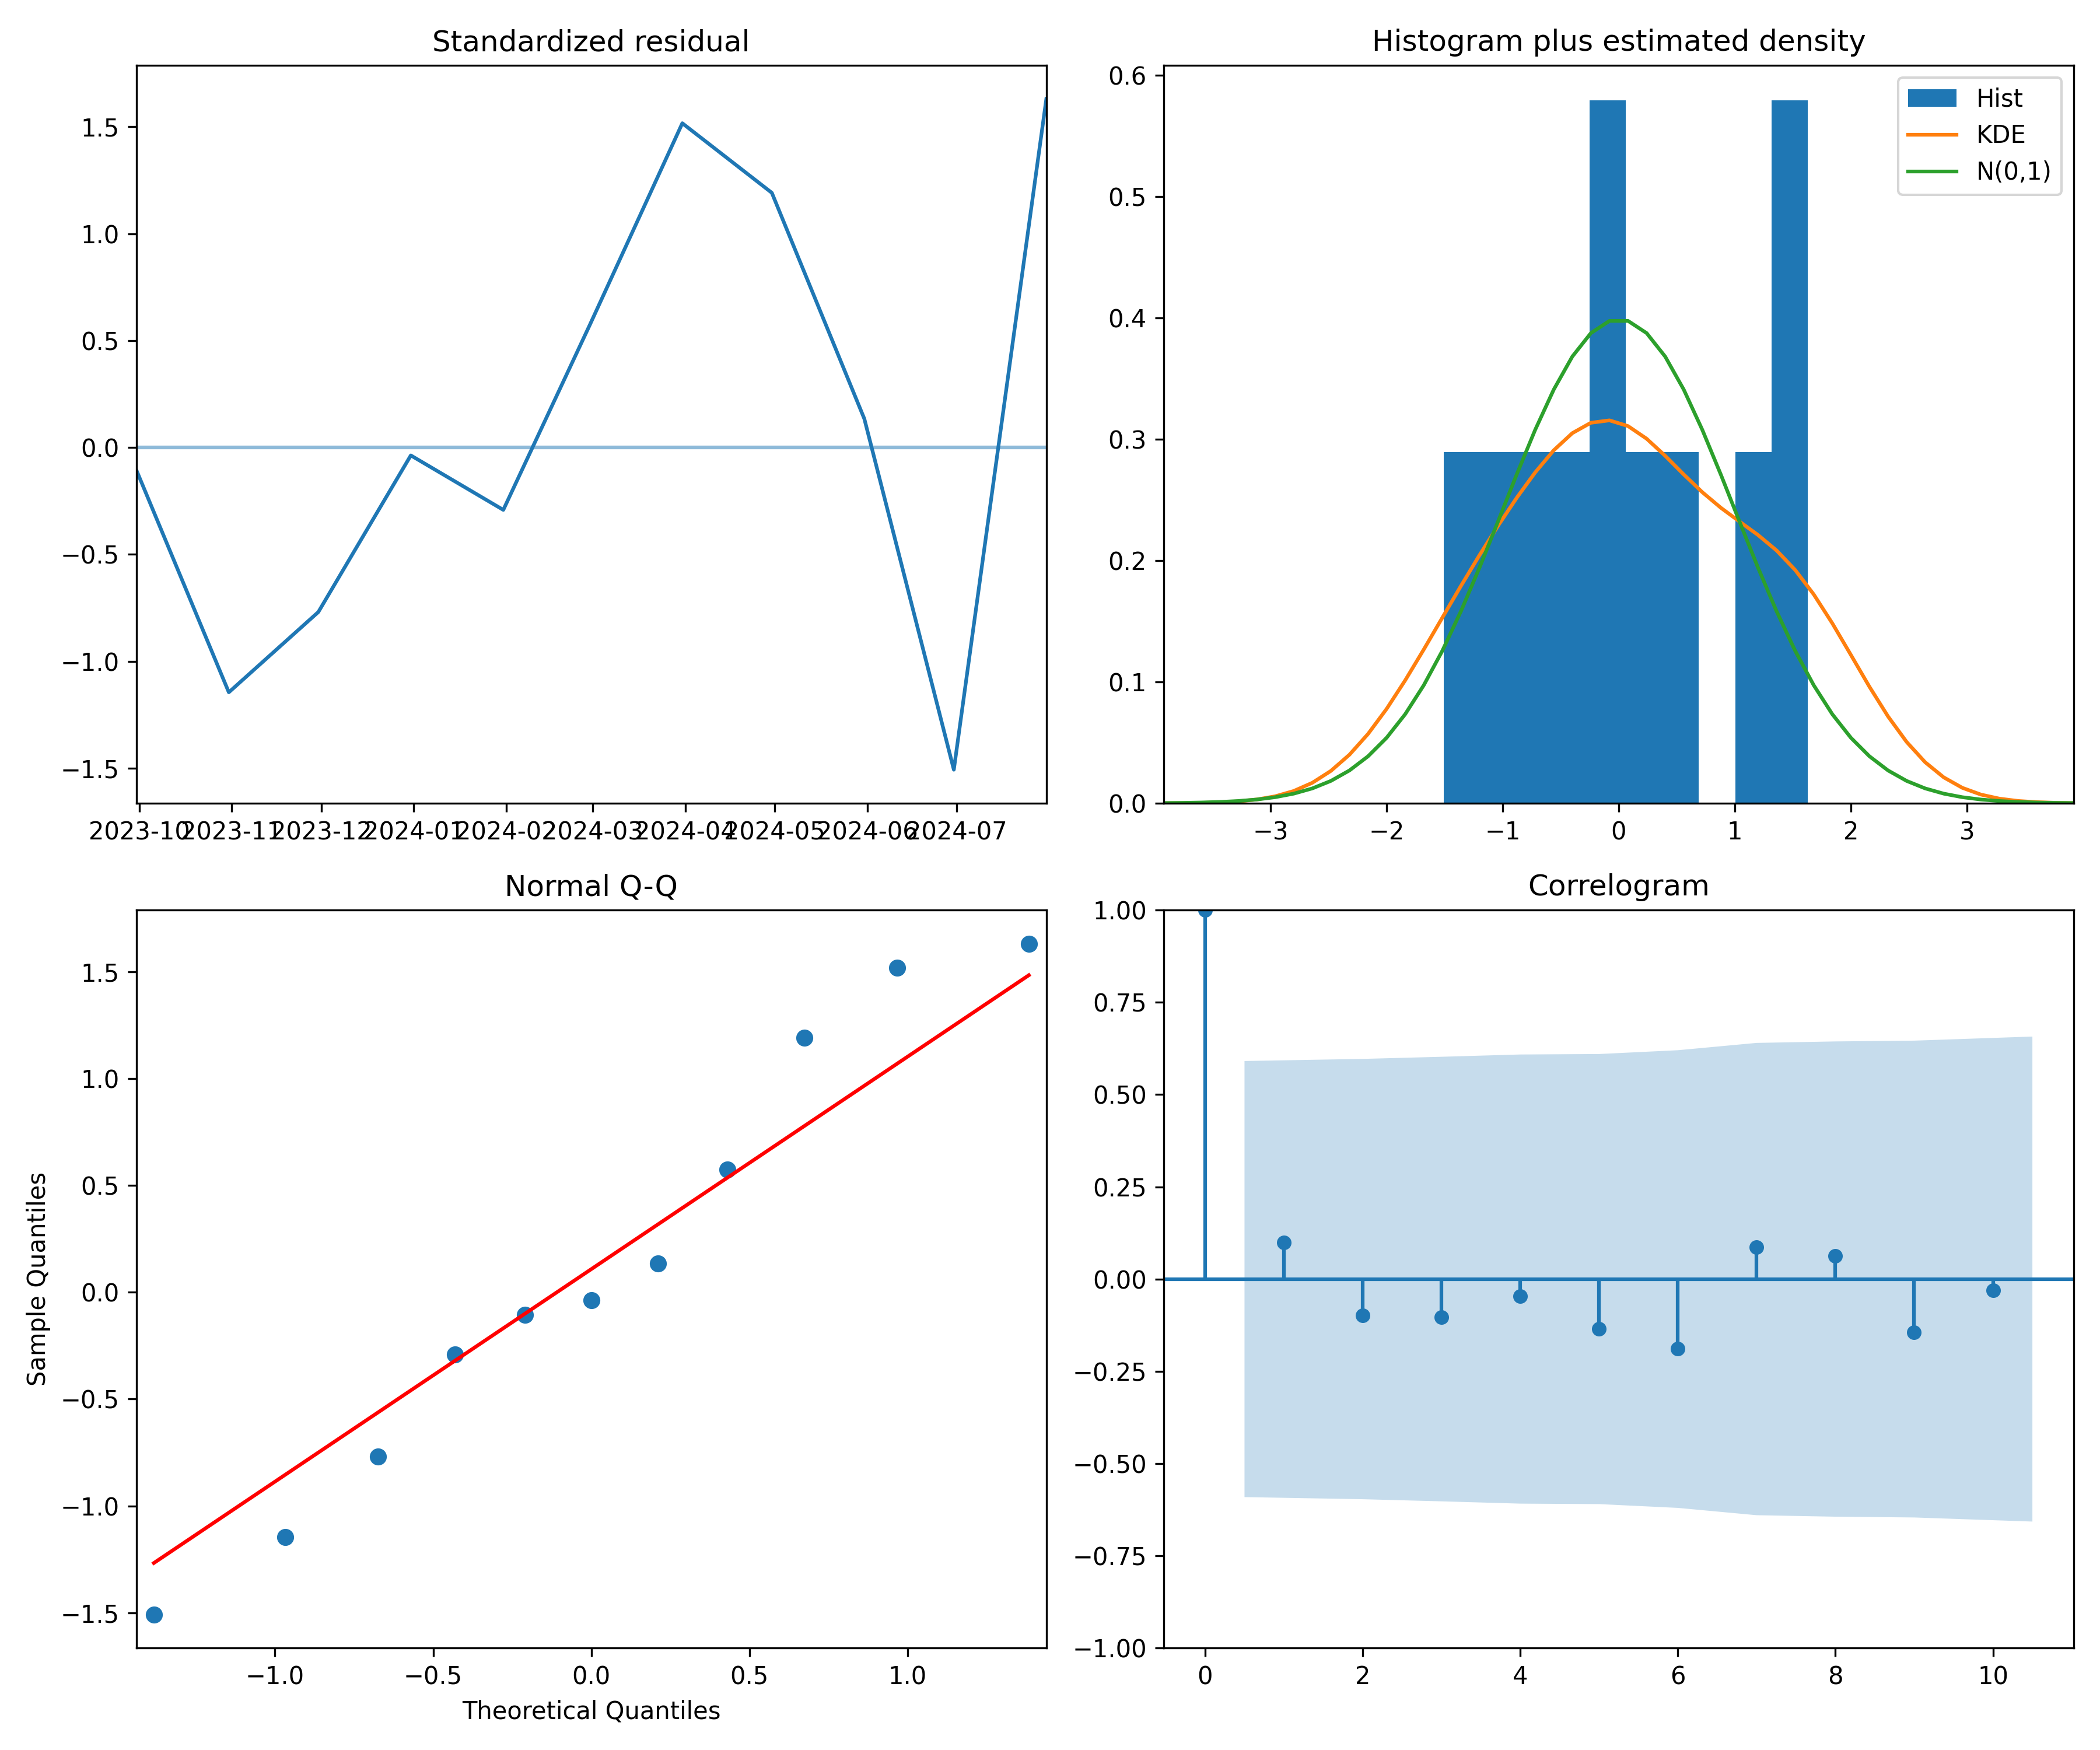 Standardized residual
1.5
1.0
0.5
0.0
−0.5
−1.0
−1.5
2023-10 2023-11 2023-12 2024-01 2024-02 2024-03 2024-04 2024-05 2024-06 2024-07
Histogram plus estimated density
Hist
KDE
N(0,1)
0.6
0.5
0.4
0.3
0.2
0.1
0.0
−3 −2 −1 0 1 2 3
Normal Q-Q
Sample Quantiles
1.5
1.0
0.5
0.0
−0.5
−1.0
−1.5
−1.0 −0.5 0.0 0.5 1.0
Theoretical Quantiles
Correlogram
1.00
0.75
0.50
0.25
0.00
−0.25
−0.50
−0.75
−1.00
0 2 4 6 8 10